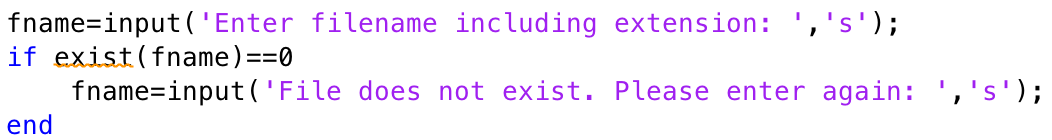 fname=input('Enter filename including extension: ','s');
if exist(fname)==0
    fname=input('File does not exist. Please enter again: ','s');
end